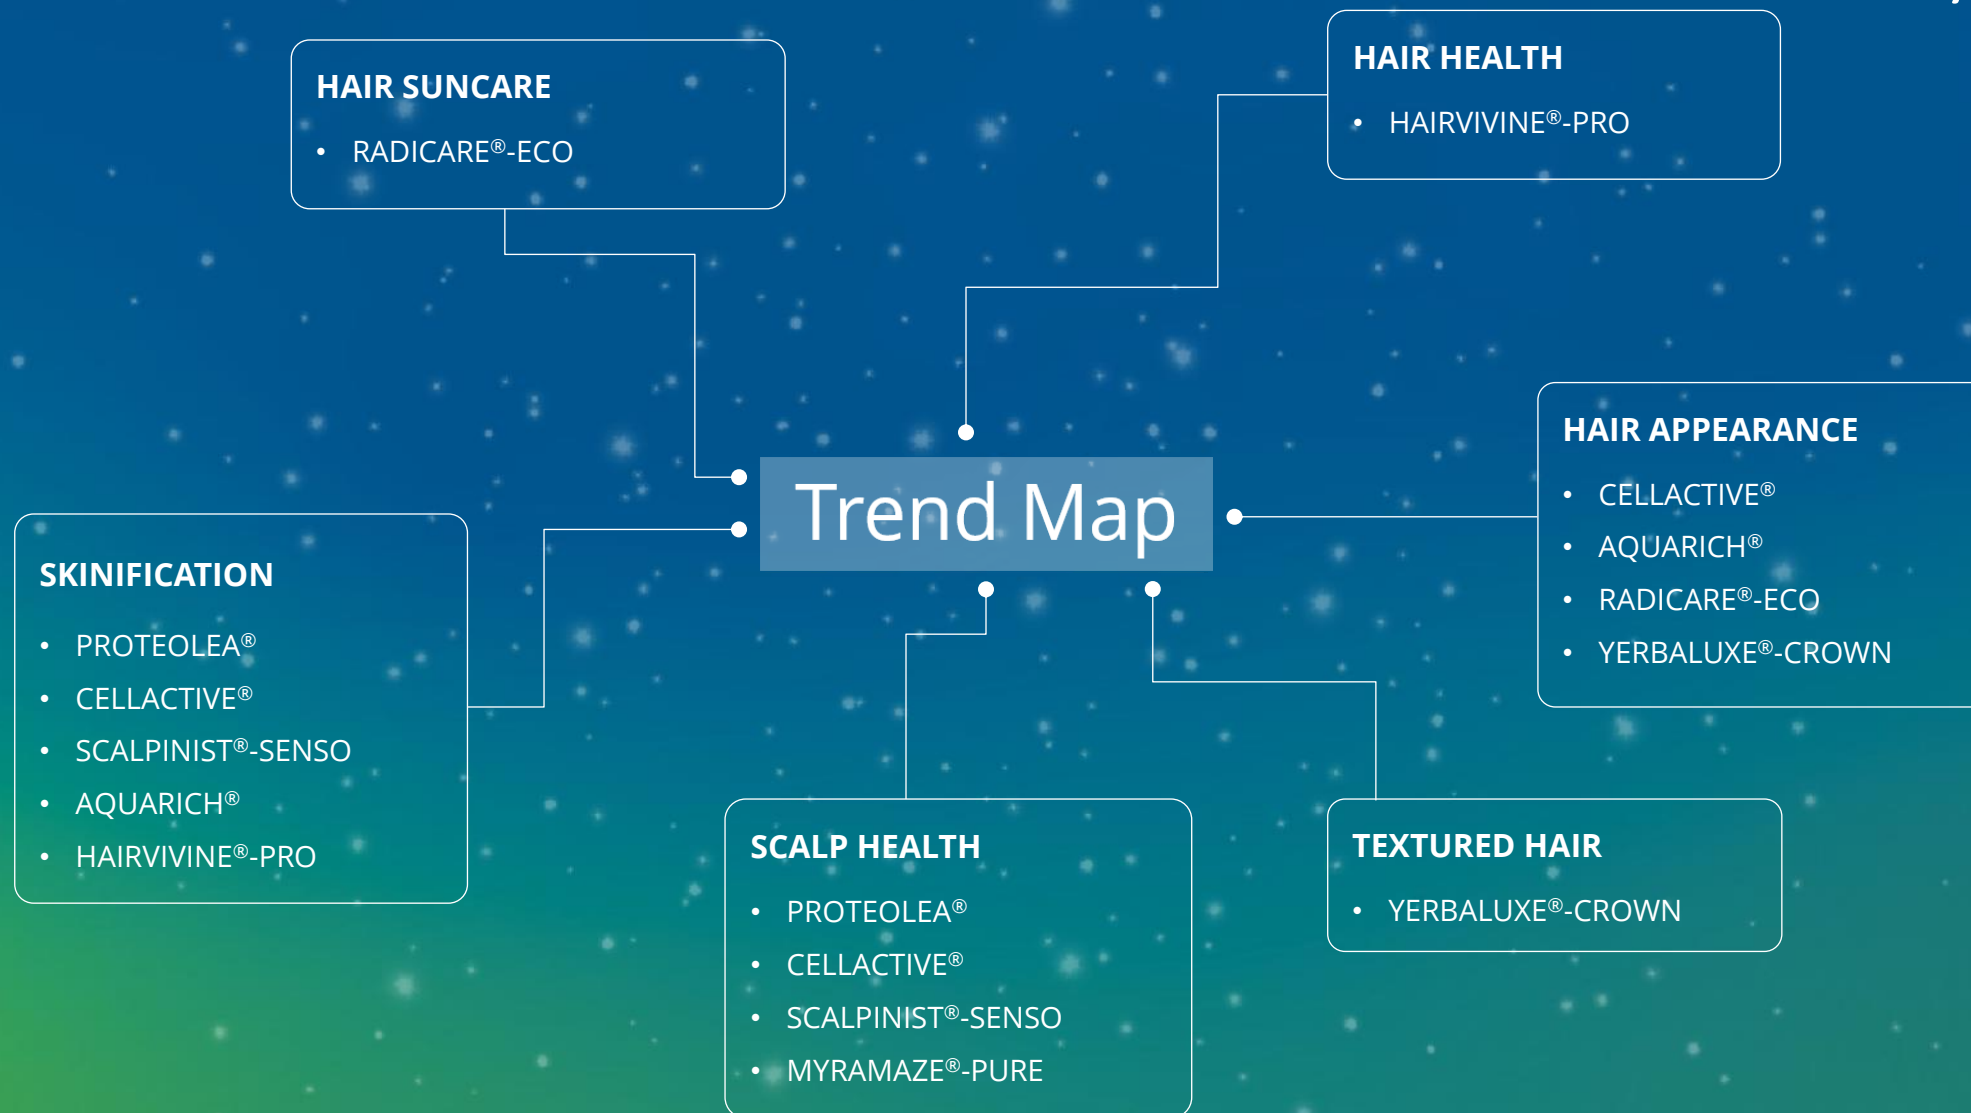 HAIR SUNCARE
• RADICARE®-ECO
HAIR HEALTH
• HAIRVIVINE®-PRO
Trend Map
HAIR APPEARANCE
• CELLACTIVE®
• AQUARICH®
• RADICARE®-ECO
• YERBALUXE®-CROWN
SKINIFICATION
• PROTEOLEA®
• CELLACTIVE®
• SCALPINIST®-SENSO
• AQUARICH®
• HAIRVIVINE®-PRO
SCALP HEALTH
• PROTEOLEA®
• CELLACTIVE®
• SCALPINIST®-SENSO
• MYRAMAZE®-PURE
TEXTURED HAIR
• YERBALUXE®-CROWN